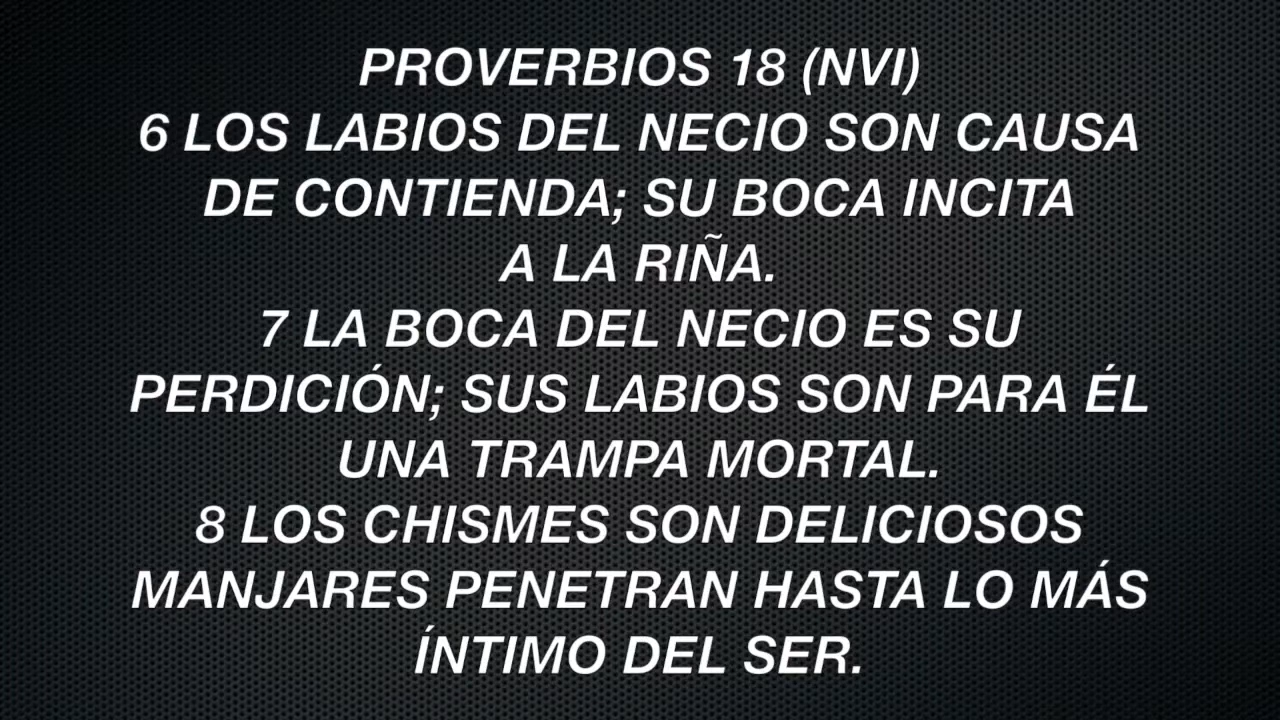 PROVERBIOS 18 (NVI)
6 LOS LABIOS DEL NECIO SON CAUSA
DE CONTIENDA; SU BOCA INCITA
A LA RIÑA.
7 LA BOCA DEL NECIO ES SU
PERDICIÓN; SUS LABIOS SON PARA ÉL
UNA TRAMPA MORTAL.
8 LOS CHISMES SON DELICIOSOS
MANJARES PENETRAN HASTA LO MÁS
ÍNTIMO DEL SER.